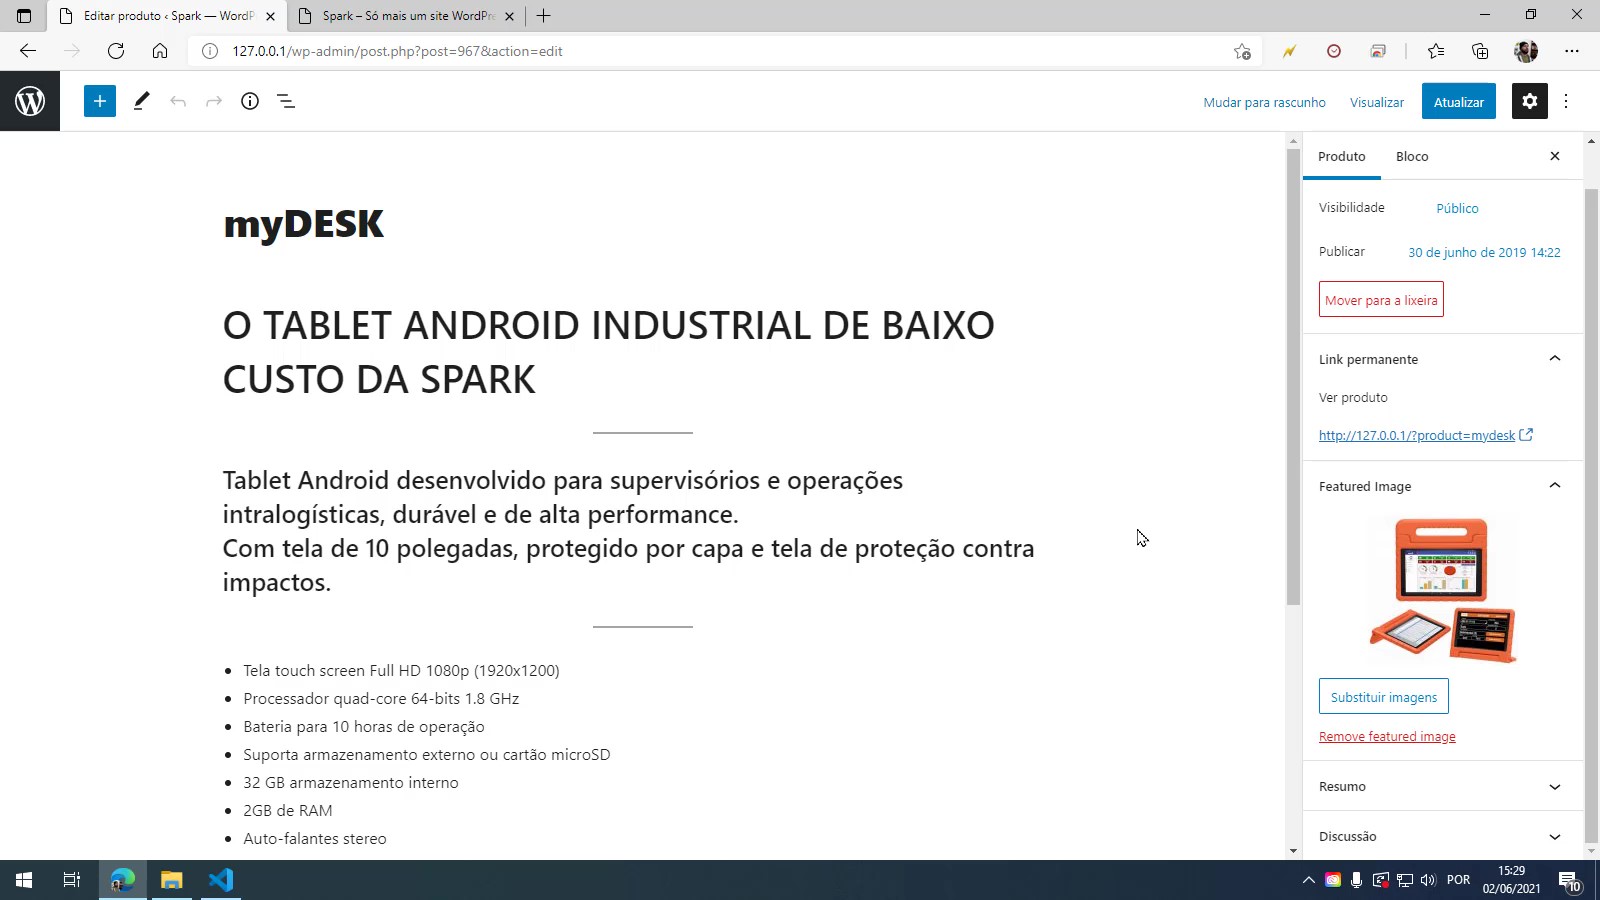 Editar produto ‹ Spark — WordP
Spark – Só mais um site WordPre
127.0.0.1/wp-admin/post.php?post=967&action=edit
Mudar para rascunho
Visualizar
Atualizar
Produto
Bloco
Visibilidade
Público
Publicar
30 de junho de 2019 14:22
Mover para a lixeira
Link permanente
Ver produto
http://127.0.0.1/?product=mydesk
Featured Image
Substituir imagens
Remove featured image
Resumo
Discussão
myDESK
O TABLET ANDROID INDUSTRIAL DE BAIXO
CUSTO DA SPARK
Tablet Android desenvolvido para supervisórios e operações
intralogísticas, durável e de alta performance.
Com tela de 10 polegadas, protegido por capa e tela de proteção contra
impactos.
Tela touch screen Full HD 1080p (1920x1200)
Processador quad-core 64-bits 1.8 GHz
Bateria para 10 horas de operação
Suporta armazenamento externo ou cartão microSD
32 GB armazenamento interno
2GB de RAM
Auto-falantes stereo
POR
15:29
02/06/2021
10